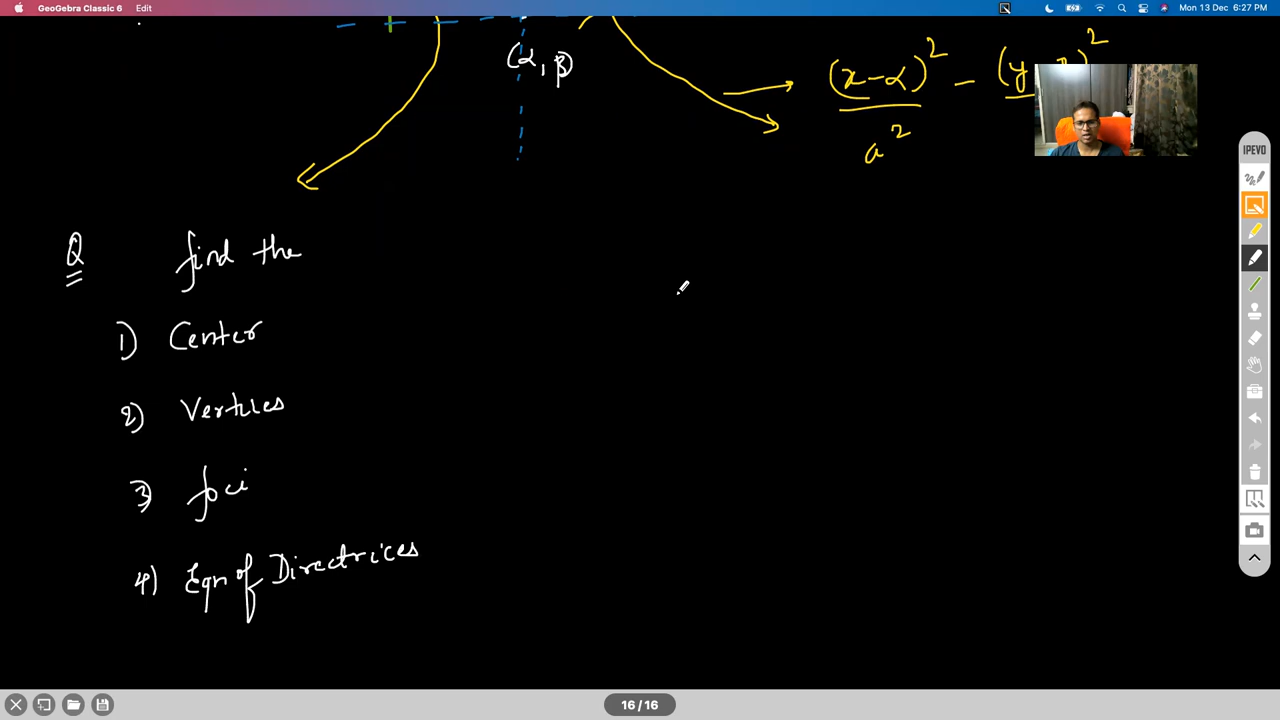 GeoGebra Classic 6 Edit Mon 13 Dec 6:27 PM
(α, β)
(x-α)² - (y
a²
IPEVO
Q find the
1) Center
2) Vertices
3) foci
4) Eqn of Directrices
16/16